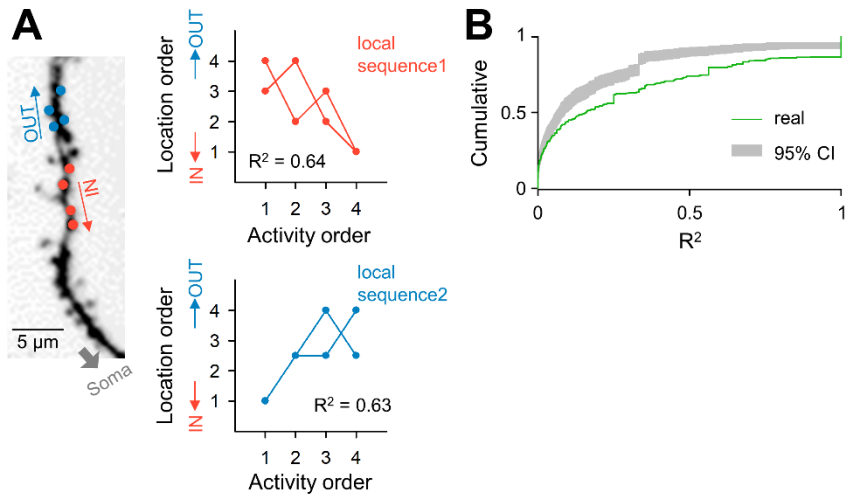 A
OUT
IN
5 µm
Soma
Location order
OUT
IN
4
3
2
1
local
sequence1
R² = 0.64
1 2 3 4
Activity order
Location order
OUT
IN
4
3
2
1
local
sequence2
R² = 0.63
1 2 3 4
Activity order
B
Cumulative
1
0.5
0
real
95% CI
0 0.5 1
R²